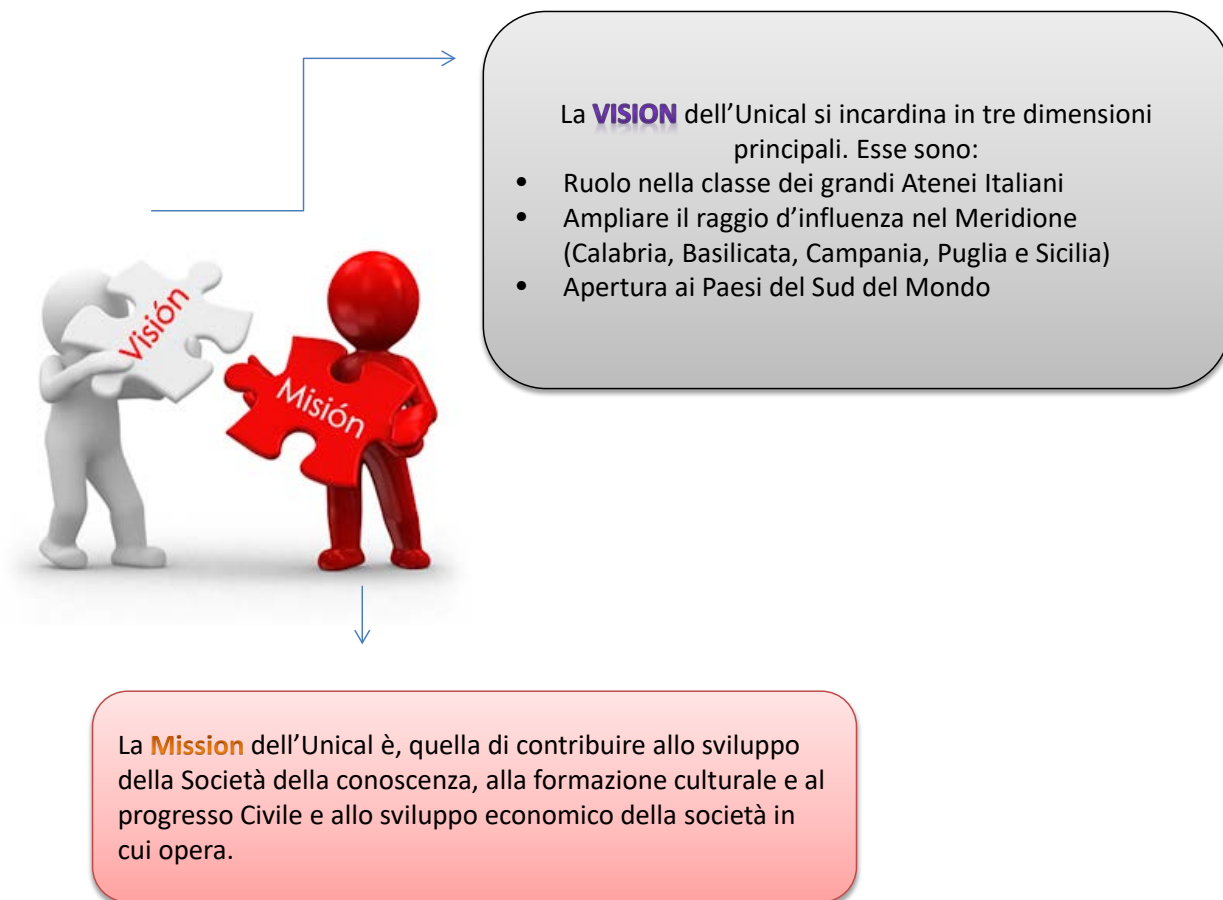 La VISION dell’Unical si incardina in tre dimensioni
principali. Esse sono:
• Ruolo nella classe dei grandi Atenei Italiani
• Ampliare il raggio d’influenza nel Meridione
(Calabria, Basilicata, Campania, Puglia e Sicilia)
• Apertura ai Paesi del Sud del Mondo
Visión
Misión
La Mission dell’Unical è, quella di contribuire allo sviluppo
della Società della conoscenza, alla formazione culturale e al
progresso Civile e allo sviluppo economico della società in
cui opera.